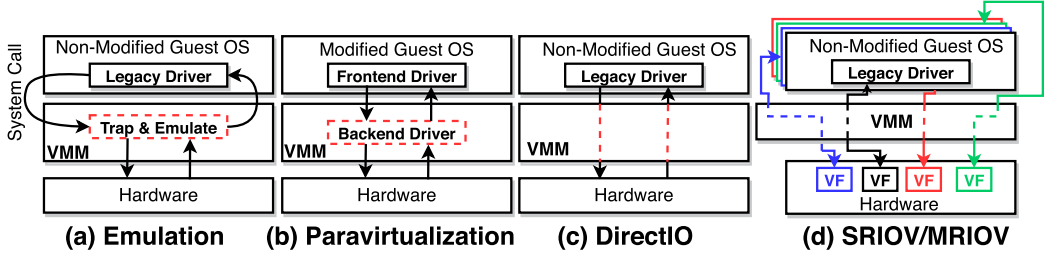 System Call
Non-Modified Guest OS
Legacy Driver
Trap & Emulate
VMM
Hardware
(a) Emulation
Modified Guest OS
Frontend Driver
Backend Driver
VMM
Hardware
(b) Paravirtualization
Non-Modified Guest OS
Legacy Driver
VMM
Hardware
(c) DirectIO
Non-Modified Guest OS
Legacy Driver
VMM
VF VF VF VF
Hardware
(d) SRIOV/MRIOV